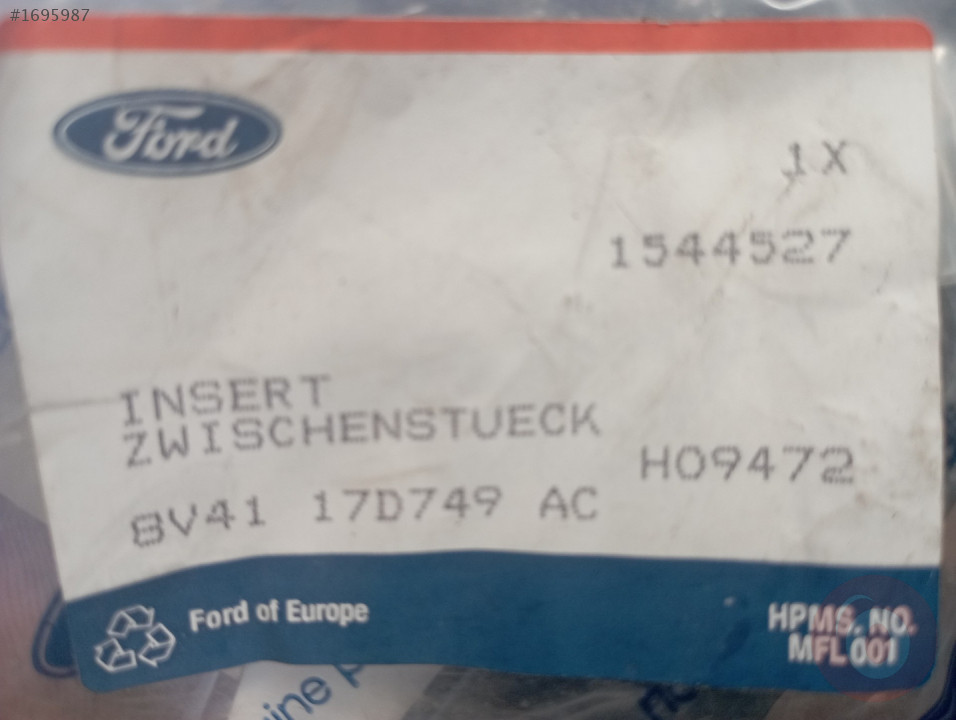 #1695987
Ford
1X
1544527
INSERT
ZWISCHENSTUECK
H09472
8V41 17D749 AC
Ford of Europe
HPMS. NO.
MFL001